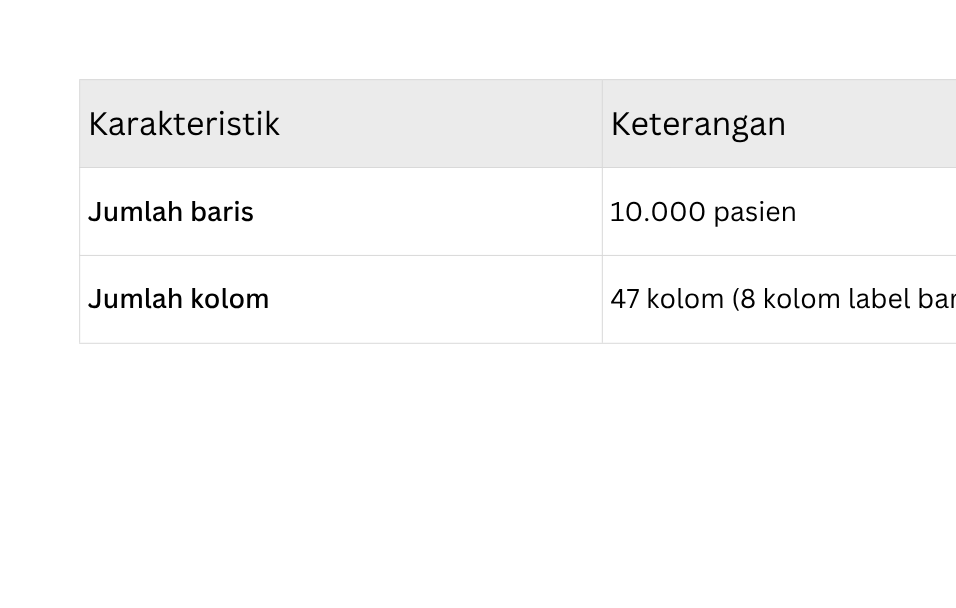 Karakteristik Keterangan
Jumlah baris 10.000 pasien
Jumlah kolom 47 kolom (8 kolom label